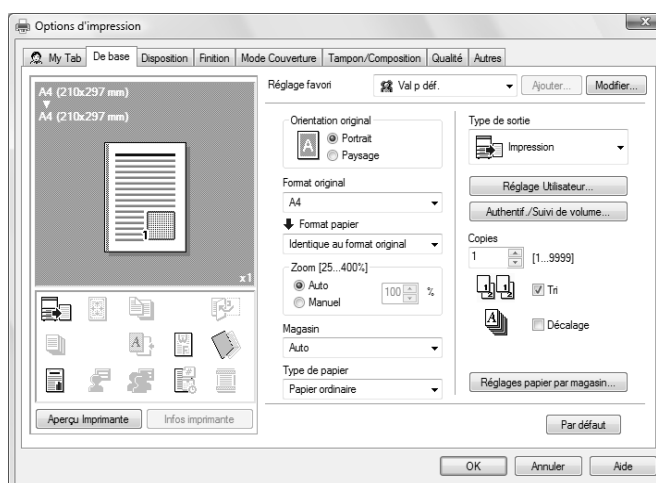 Options d'impression
My Tab De base Disposition Finition Mode Couverture Tampon/Composition Qualité Autres
A4 (210x297 mm)
A4 (210x297 mm)
1
x1
Aperçu Imprimante Infos imprimante
Réglage favori Val p déf. Ajouter... Modifier...
Orientation original
A
Portrait
Paysage
Format original
A4
Format papier
Identique au format original
Zoom [25...400%]
Auto
Manuel
100 %
Magasin
Auto
Type de papier
Papier ordinaire
Type de sortie
Impression
Réglage Utilisateur...
Authentif./Suivi de volume...
Copies
1 [1...9999]
Tri
Décalage
Réglages papier par magasin...
Par défaut
OK Annuler Aide